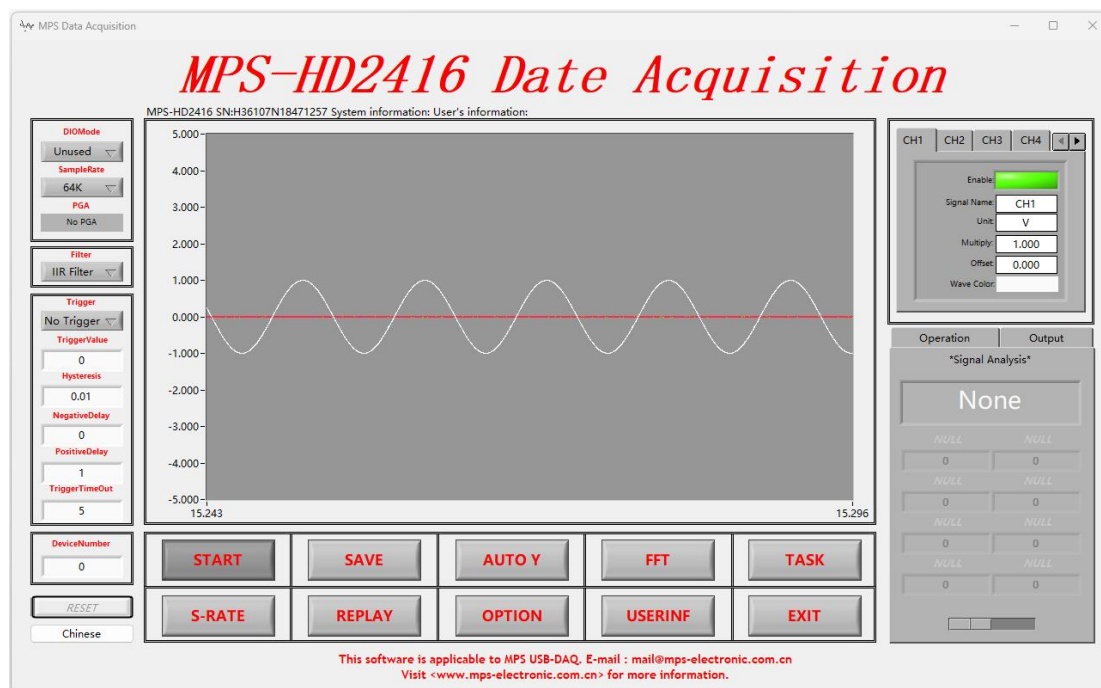 MPS Data Acquisition
MPS-HD2416 Date Acquisition
MPS-HD2416 SN:H36107N18471257 System information: User's information:
DIOMode
Unused
SampleRate
64K
PGA
No PGA
Filter
IIR Filter
Trigger
No Trigger
TriggerValue
0
Hysteresis
0.01
NegativeDelay
0
PositiveDelay
1
TriggerTimeOut
5
DeviceNumber
0
RESET
Chinese
5.000
4.000
3.000
2.000
1.000
0.000
-1.000
-2.000
-3.000
-4.000
-5.000
15.243 15.296
START SAVE AUTO Y FFT TASK
S-RATE REPLAY OPTION USERINF EXIT
CH1 CH2 CH3 CH4
Enable:
Signal Name: CH1
Unit: V
Multiply: 1.000
Offset: 0.000
Wave Color:
Operation Output
*Signal Analysis*
None
NULL NULL
0 0
NULL NULL
0 0
NULL NULL
0 0
NULL NULL
0 0
This software is applicable to MPS USB-DAQ. E-mail : mail@mps-electronic.com.cn
Visit <www.mps-electronic.com.cn> for more information.